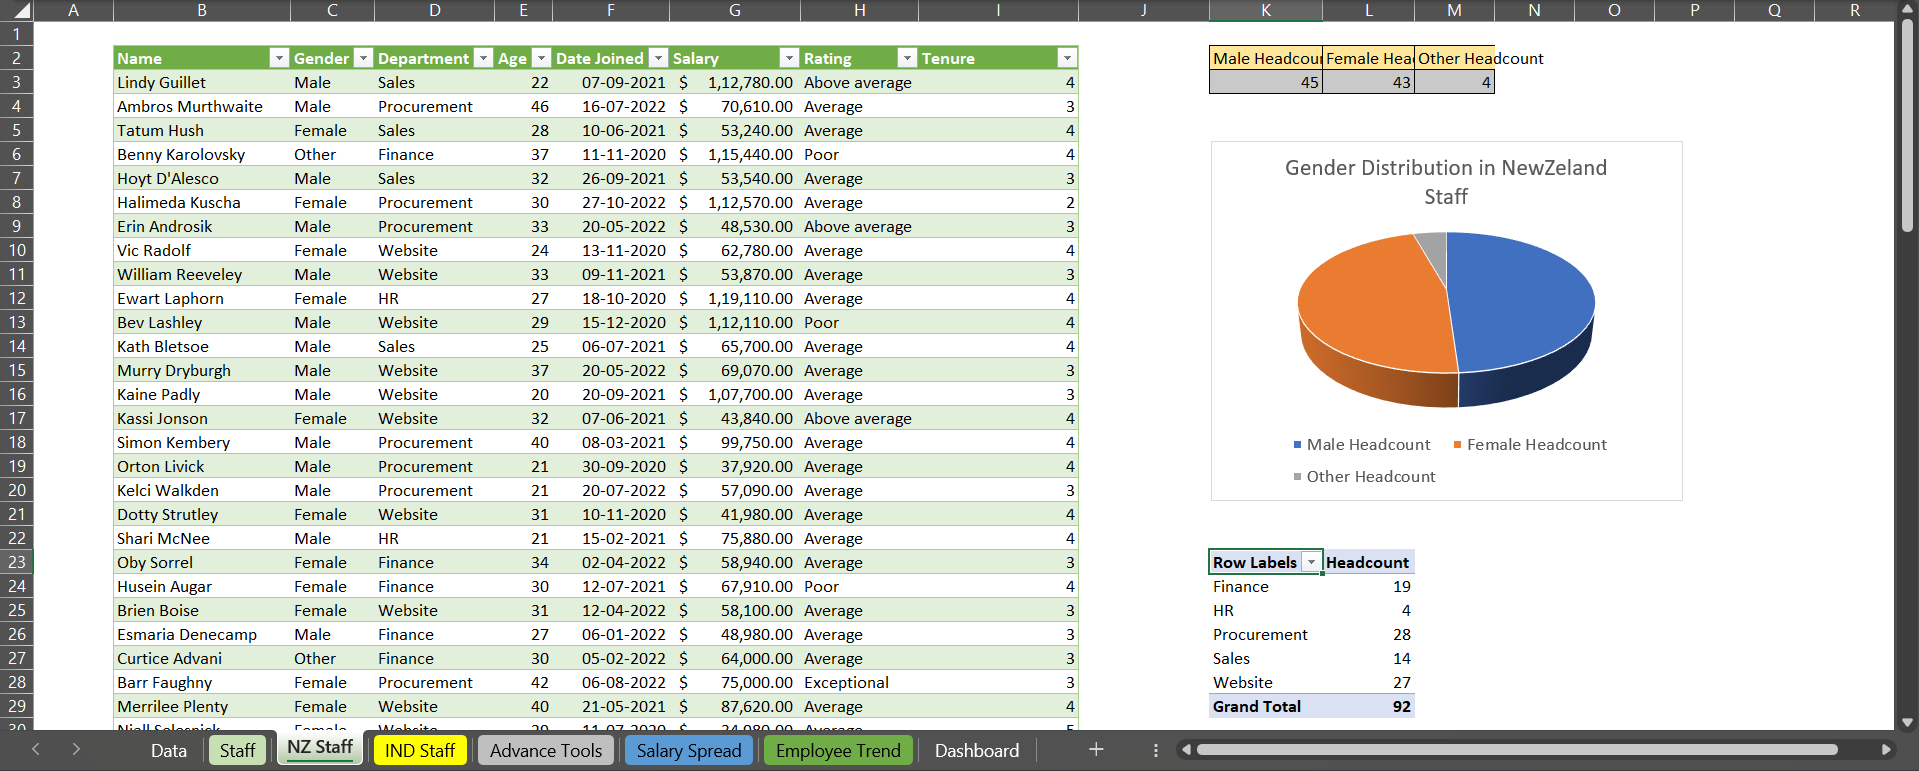 A B C D E F G H I J K L M N O P Q R
1
2 Name Gender Department Age Date Joined Salary Rating Tenure Male Headcour Female Hea Other Headcount
3 Lindy Guillet Male Sales 22 07-09-2021 $ 1,12,780.00 Above average 4 45 43 4
4 Ambros Murthwaite Male Procurement 46 16-07-2022 $ 70,610.00 Average 3
5 Tatum Hush Female Sales 28 10-06-2021 $ 53,240.00 Average 4
6 Benny Karolovsky Other Finance 37 11-11-2020 $ 1,15,440.00 Poor 4
7 Hoyt D'Alesco Male Sales 32 26-09-2021 $ 53,540.00 Average 3
8 Halimeda Kuscha Female Procurement 30 27-10-2022 $ 1,12,570.00 Average 2
9 Erin Androsik Male Procurement 33 20-05-2022 $ 48,530.00 Above average 3
10 Vic Radolf Female Website 24 13-11-2020 $ 62,780.00 Average 4
11 William Reeveley Male Website 33 09-11-2021 $ 53,870.00 Average 3
12 Ewart Laphorn Female HR 27 18-10-2020 $ 1,19,110.00 Average 4
13 Bev Lashley Male Website 29 15-12-2020 $ 1,12,110.00 Poor 4
14 Kath Bletsoe Male Sales 25 06-07-2021 $ 65,700.00 Average 4
15 Murry Dryburgh Male Website 37 20-05-2022 $ 69,070.00 Average 3
16 Kaine Padly Male Website 20 20-09-2021 $ 1,07,700.00 Average 3
17 Kassi Jonson Female Website 32 07-06-2021 $ 43,840.00 Above average 4
18 Simon Kembery Male Procurement 40 08-03-2021 $ 99,750.00 Average 4
19 Orton Livick Male Procurement 21 30-09-2020 $ 37,920.00 Average 4
20 Kelci Walkden Male Procurement 21 20-07-2022 $ 57,090.00 Average 3
21 Dotty Strutley Female Website 31 10-11-2020 $ 41,980.00 Average 4
22 Shari McNee Male HR 21 15-02-2021 $ 75,880.00 Average 4
23 Oby Sorrel Female Finance 34 02-04-2022 $ 58,940.00 Average 3
24 Husein Augar Female Finance 30 12-07-2021 $ 67,910.00 Poor 4
25 Brien Boise Female Website 31 12-04-2022 $ 58,100.00 Average 3
26 Esmaria Denecamp Male Finance 27 06-01-2022 $ 48,980.00 Average 3
27 Curtice Advani Other Finance 30 05-02-2022 $ 64,000.00 Average 3
28 Barr Faughny Female Procurement 42 06-08-2022 $ 75,000.00 Exceptional 3
29 Merrilee Plenty Female Website 40 21-05-2021 $ 87,620.00 Average 4
Gender Distribution in NewZeland
Staff
Male Headcount Female Headcount
Other Headcount
Row Labels Headcount
Finance 19
HR 4
Procurement 28
Sales 14
Website 27
Grand Total 92
Data Staff NZ Staff IND Staff Advance Tools Salary Spread Employee Trend Dashboard